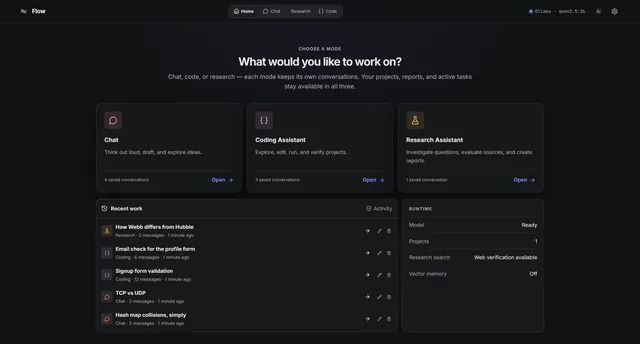 Flow
Home
Chat
Research
{ } Code
Ollama · qwen3.5:2b
CHOOSE A MODE
What would you like to work on?
Chat, code, or research — each mode keeps its own conversations. Your projects, reports, and active tasks
stay available in all three.
Chat
Think out loud, draft, and explore ideas.
4 saved conversations
Open →
{ }
Coding Assistant
Explore, edit, run, and verify projects.
3 saved conversations
Open →
Research Assistant
Investigate questions, evaluate sources, and create
reports.
1 saved conversation
Open →
Recent work
Activity
How Webb differs from Hubble
Research · 2 messages · 1 minute ago
Email check for the profile form
Coding · 6 messages · 1 minute ago
Signup form validation
Coding · 12 messages · 1 minute ago
TCP vs UDP
Chat · 2 messages · 1 minute ago
Hash map collisions, simply
Chat · 2 messages · 1 minute ago
RUNTIME
Model Ready
Projects 1
Research search Web verification available
Vector memory Off